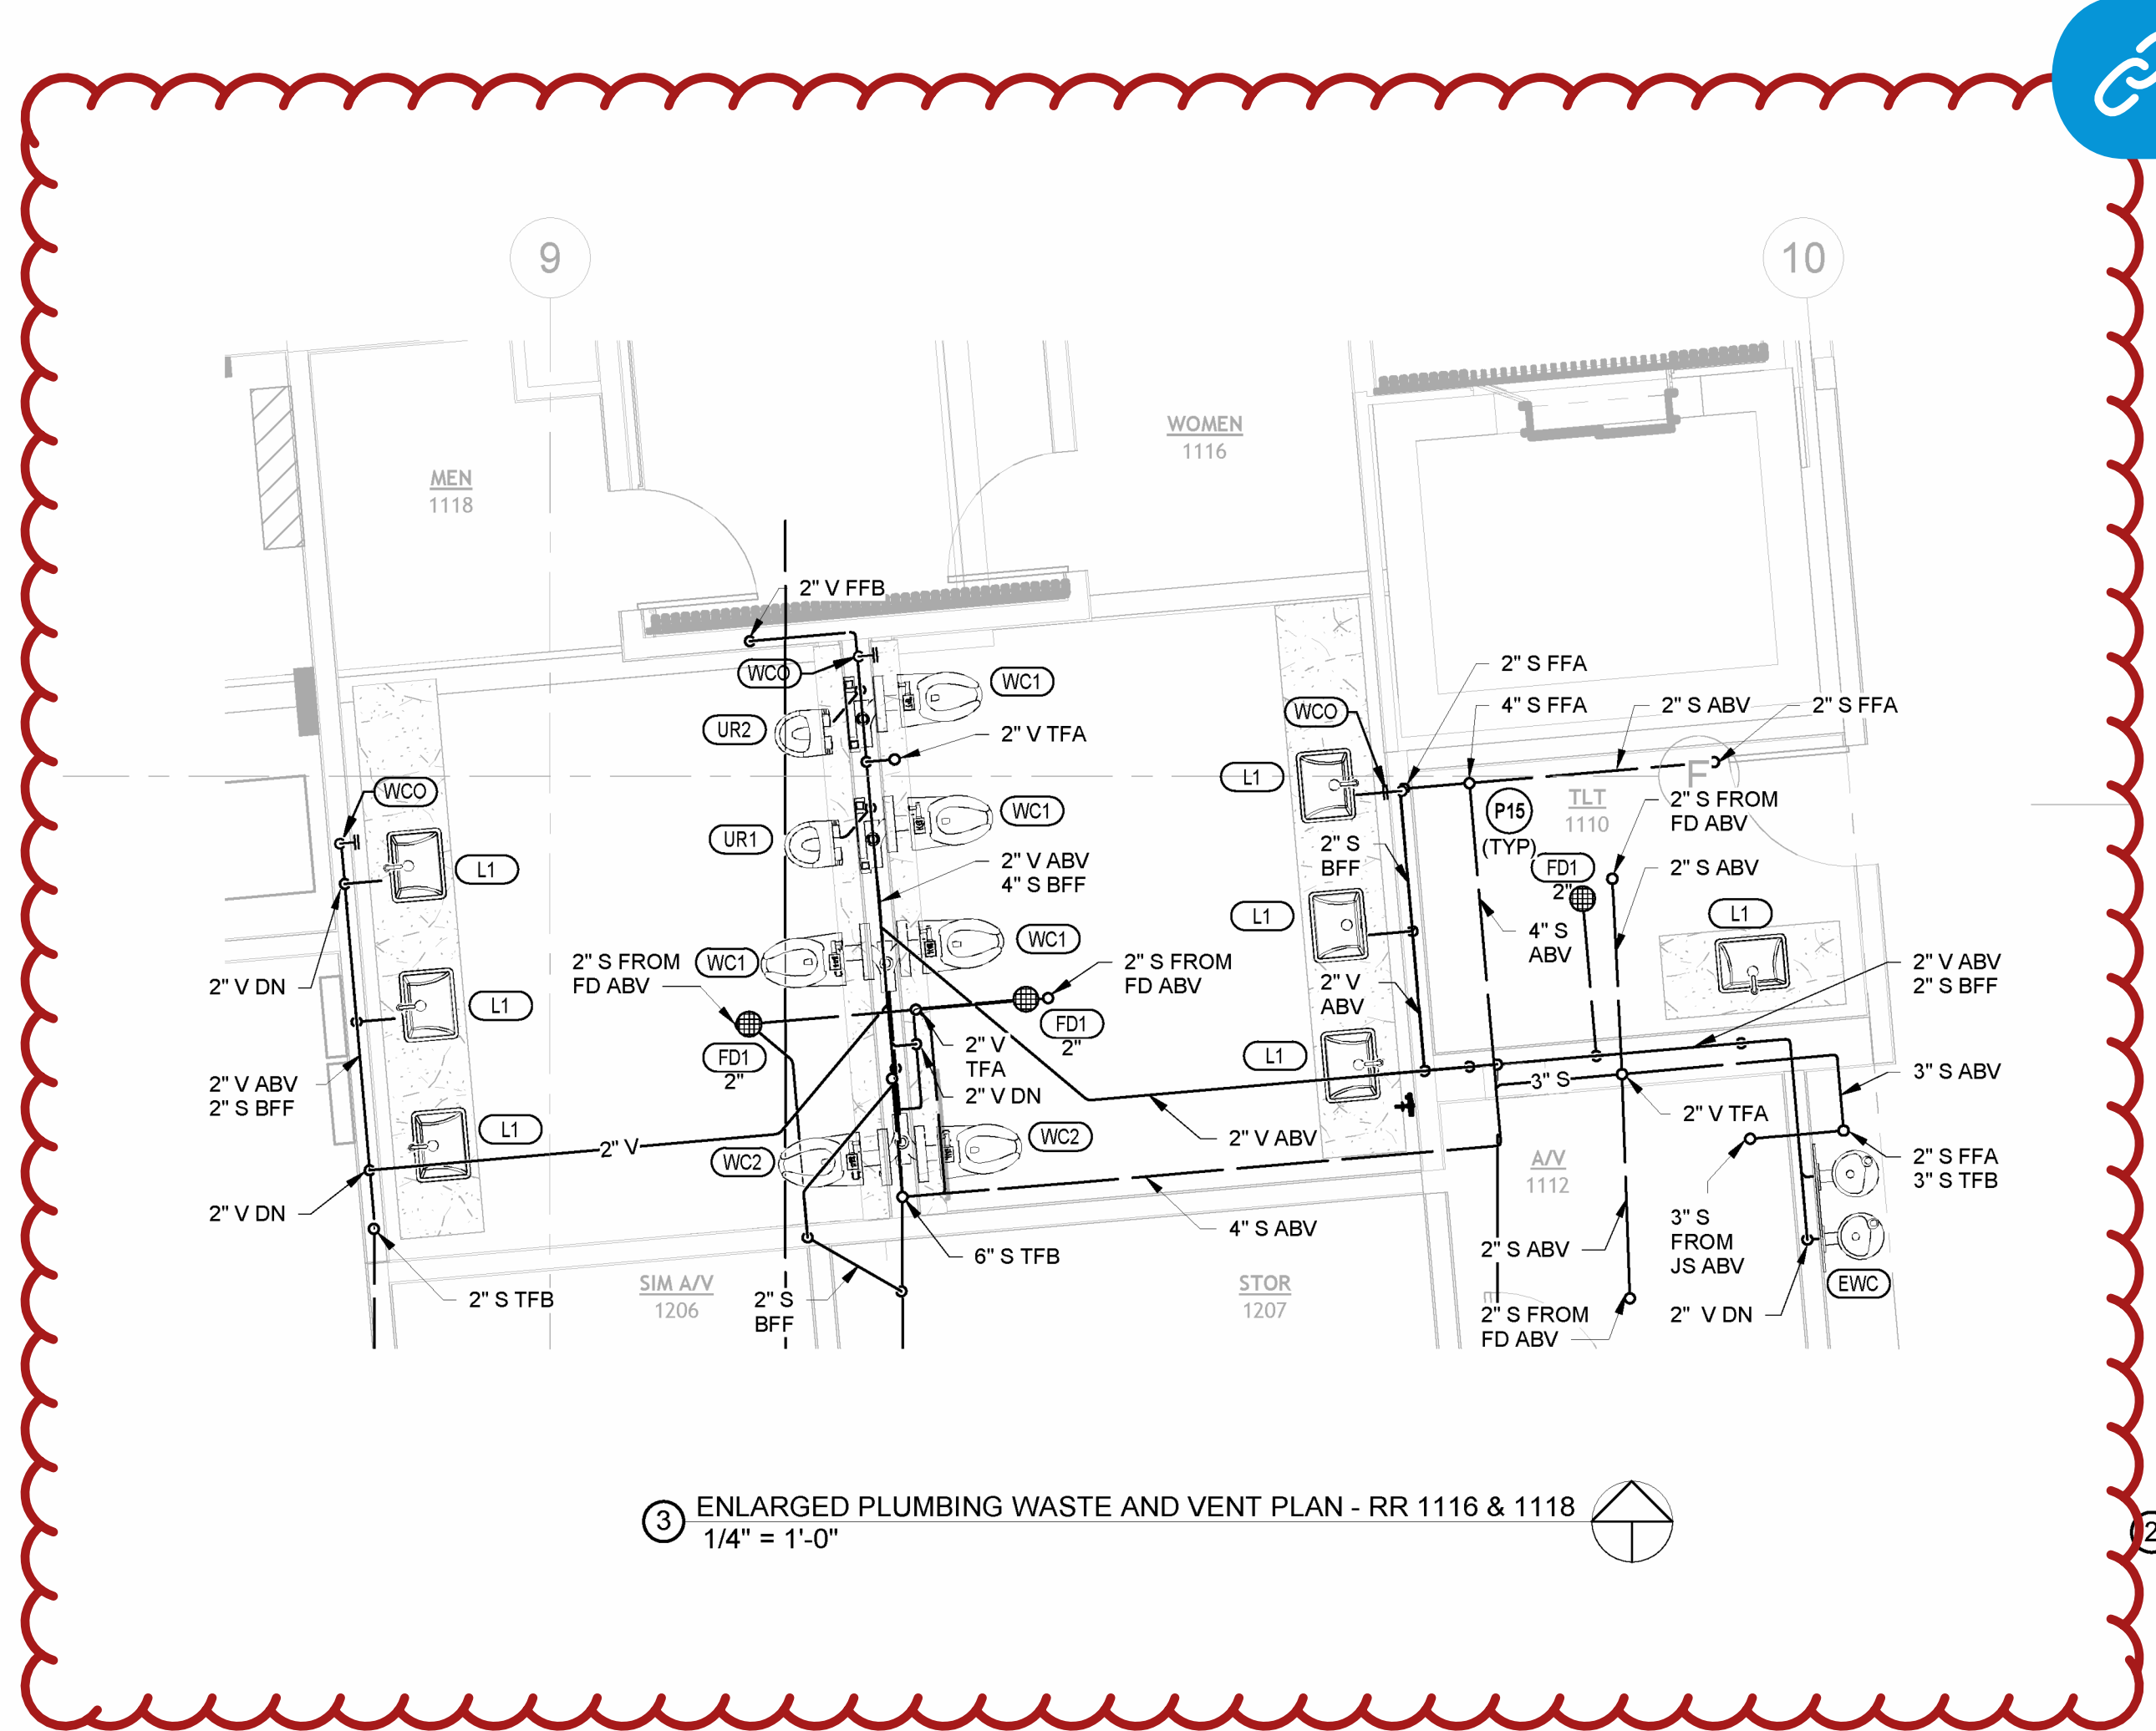 9
10
WOMEN
1116
MEN
1118
2" V FFB
WCO
WC1
UR2
2" V TFA
2" S FFA
4" S FFA
2" S ABV
2" S FFA
WCO
L1
WCO
F
TLT
1110
P15
(TYP)
2" S FROM
FD ABV
UR1
WC1
2" V ABV
4" S BFF
2" S
BFF
FD1
2"
2" S ABV
L1
L1
L1
WC1
4" S
ABV
2" V DN
2" S FROM
FD ABV
WC1
2" S FROM
FD ABV
2" V
ABV
2" V ABV
2" S BFF
L1
FD1
2"
FD1
2"
2" V
TFA
L1
2" V ABV
2" S BFF
2" V DN
3" S
3" S ABV
2" V TFA
L1
2" V
WC2
WC2
2" V ABV
A/V
1112
2" S FFA
3" S TFB
2" V DN
4" S ABV
3" S
FROM
JS ABV
6" S TFB
2" S ABV
SIM A/V
1206
STOR
1207
EWC
2" S TFB
2" S
BFF
2" S FROM
FD ABV
2" V DN
3
ENLARGED PLUMBING WASTE AND VENT PLAN - RR 1116 & 1118
1/4" = 1'-0"
2